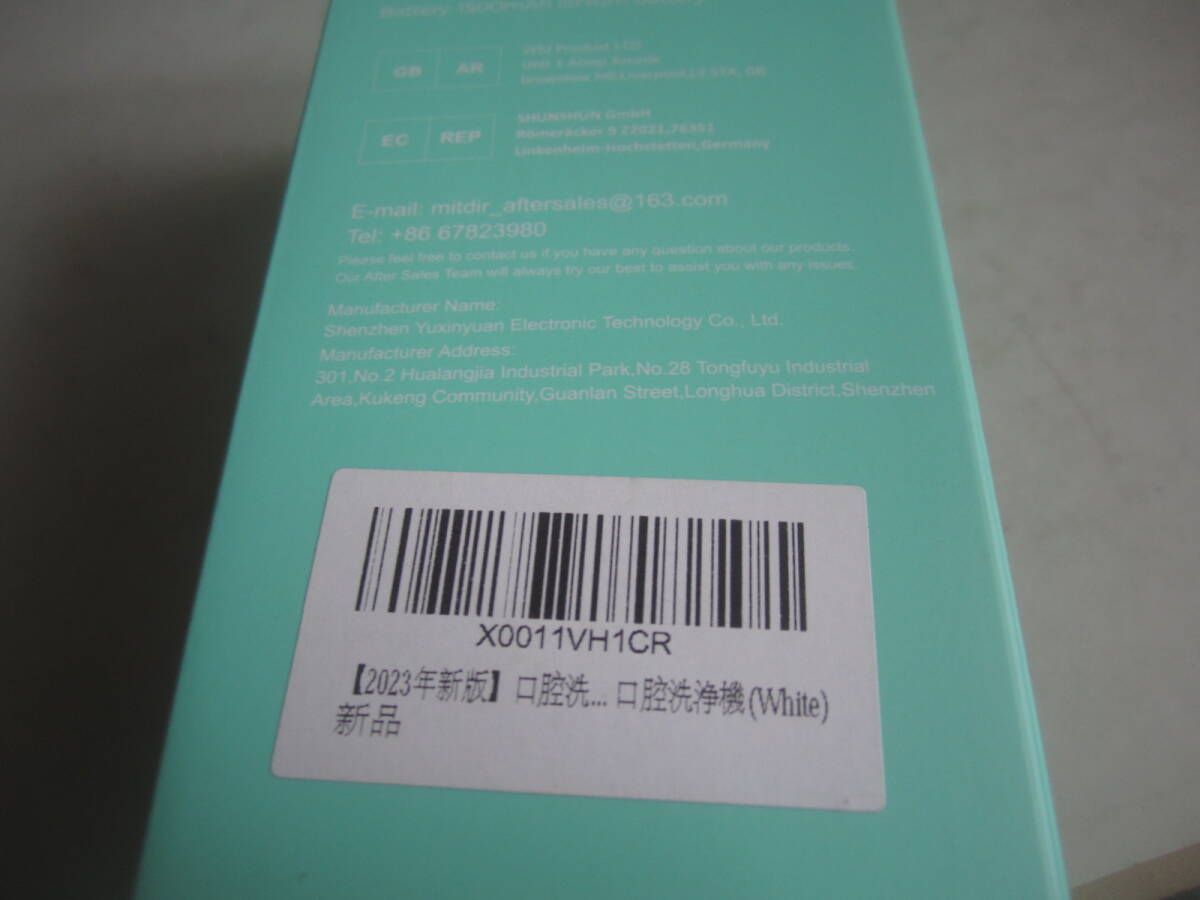 Battery 1500mAh lithium battery
GB AR
EC REP
SHUNSHUN GmbH
Römeräcker 9 Z2021,76351
Linkenheim-Hochstetten,Germany
E-mail: mitdir_aftersales@163.com
Tel: +86 67823980
Please feel free to contact us if you have any question about our products.
Our After Sales Team will always try our best to assist you with any issues.
Manufacturer Name:
Shenzhen Yuxinyuan Electronic Technology Co., Ltd.
Manufacturer Address:
301,No.2 Hualangjia Industrial Park,No.28 Tongfuyu Industrial
Area,Kukeng Community,Guanlan Street,Longhua District,Shenzhen
X0011VH1CR
【2023年新版】口腔洗... 口腔洗浄機(White)
新品